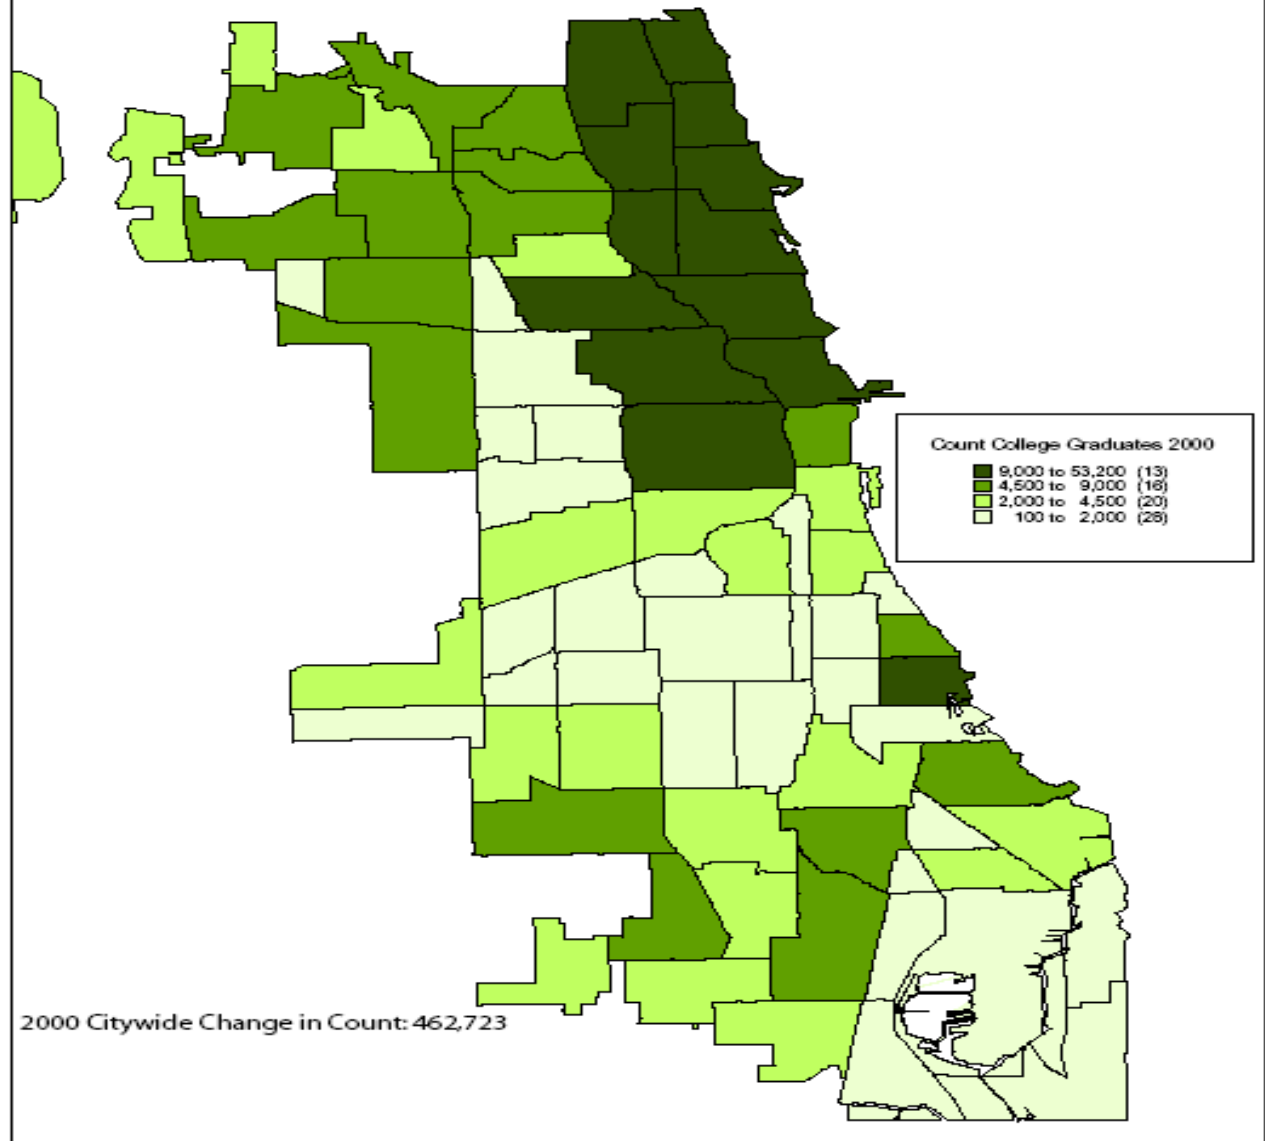 Count College Graduates 2000
9,000 to 53,200 (13)
4,500 to 9,000 (16)
2,000 to 4,500 (20)
100 to 2,000 (28)
2000 Citywide Change in Count: 462,723